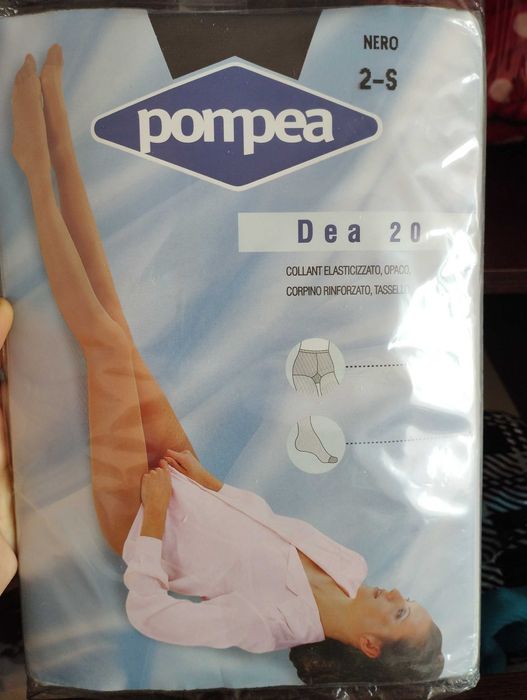 NERO
2-S
pompea
Dea 20
COLLANT ELASTICIZZATO, OPACO,
CORPINO RINFORZATO, TASSELLO